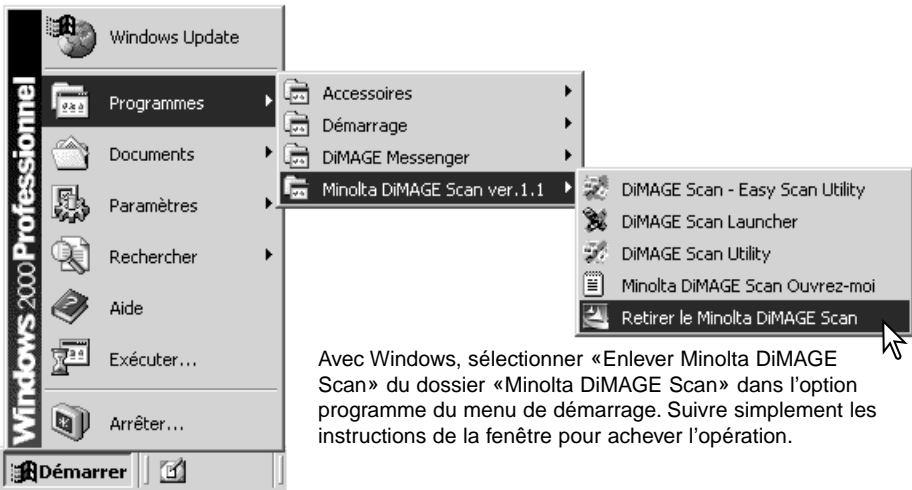 Windows 2000 Professionnel
Windows Update
Programmes
Documents
Paramètres
Rechercher
Aide
Exécuter...
Arrêter...
Démarrer
Accessoires
Démarrage
DiMAGE Messenger
Minolta DiMAGE Scan ver.1.1
DiMAGE Scan - Easy Scan Utility
DiMAGE Scan Launcher
DiMAGE Scan Utility
Minolta DiMAGE Scan Ouvrez-moi
Retirer le Minolta DiMAGE Scan
Avec Windows, sélectionner «Enlever Minolta DiMAGE
Scan» du dossier «Minolta DiMAGE Scan» dans l’option
programme du menu de démarrage. Suivre simplement les
instructions de la fenêtre pour achever l’opération.